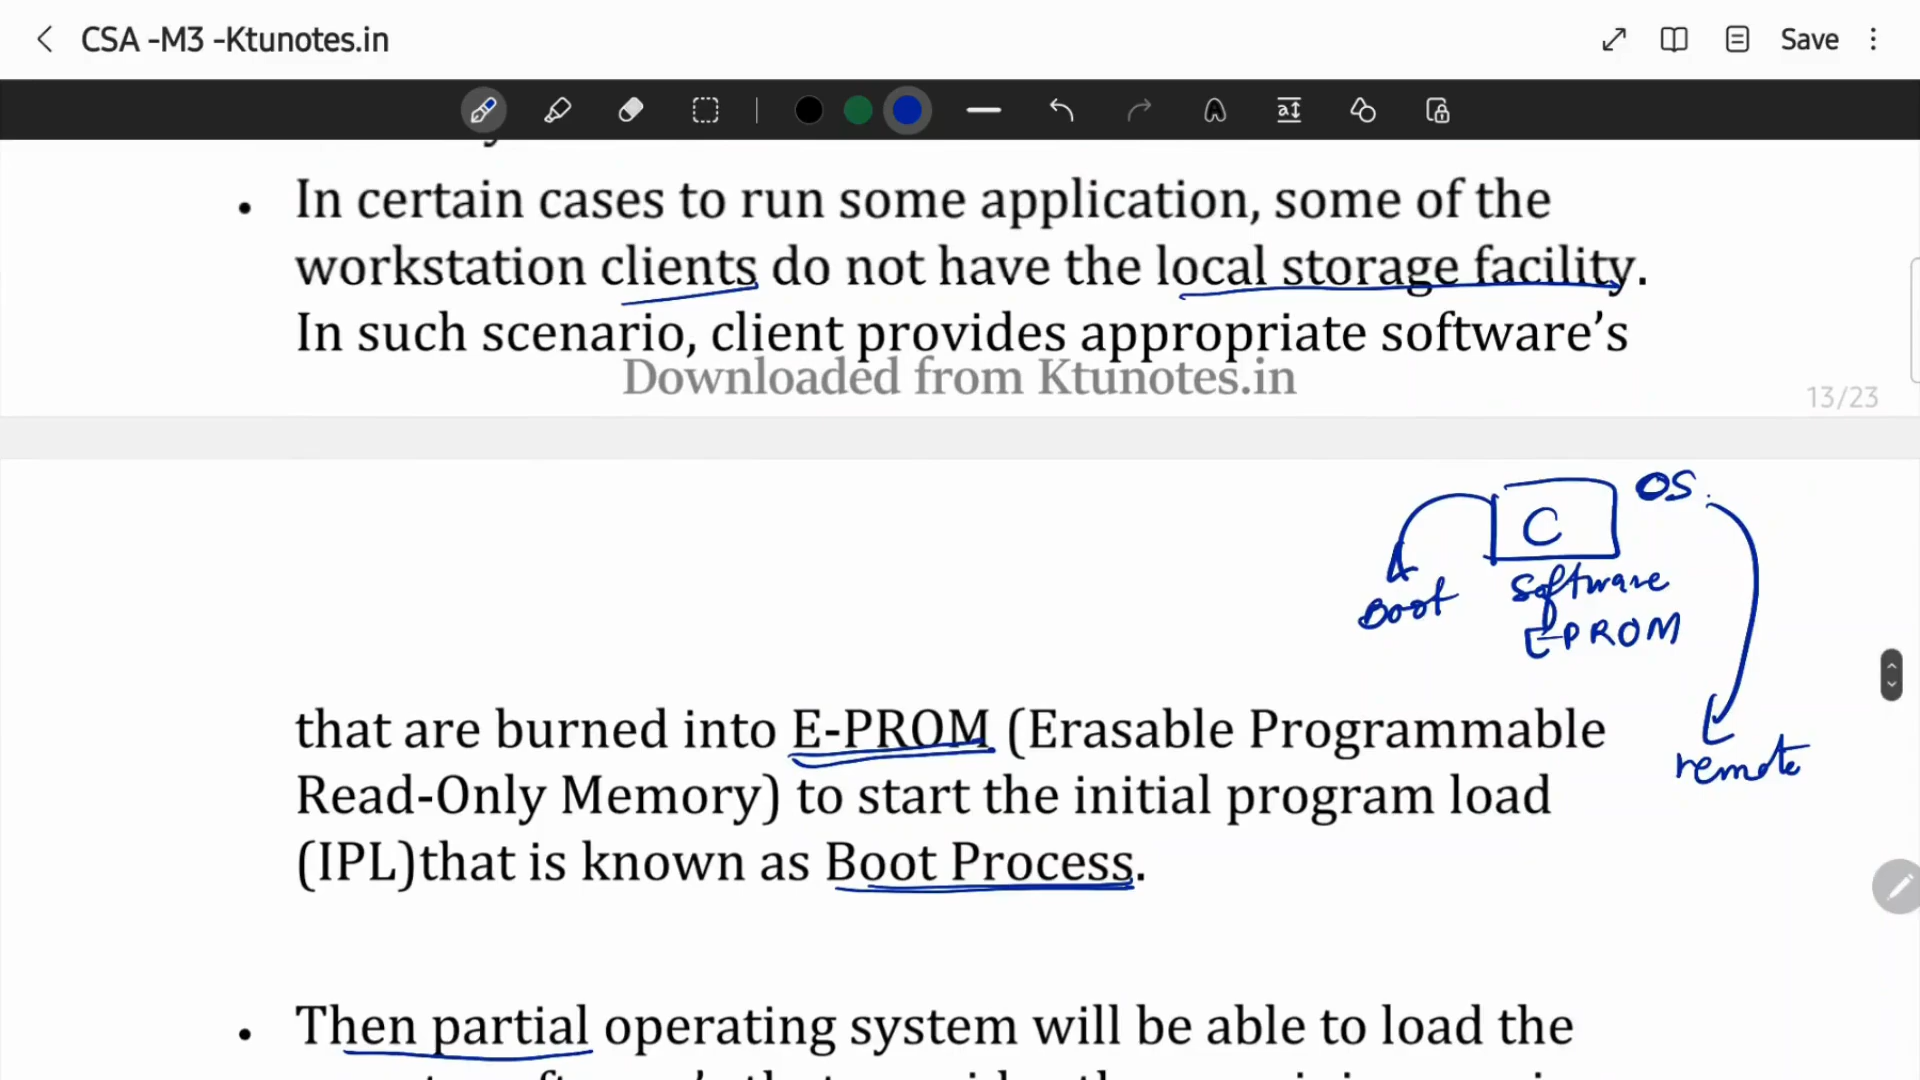 CSA -M3 -Ktunotes.in
Save
• In certain cases to run some application, some of the
workstation clients do not have the local storage facility.
In such scenario, client provides appropriate software's
Downloaded from Ktunotes.in
13/23
C
OS
Boot
Software
EPROM
remote
that are burned into E-PROM (Erasable Programmable
Read-Only Memory) to start the initial program load
(IPL)that is known as Boot Process.
• Then partial operating system will be able to load the